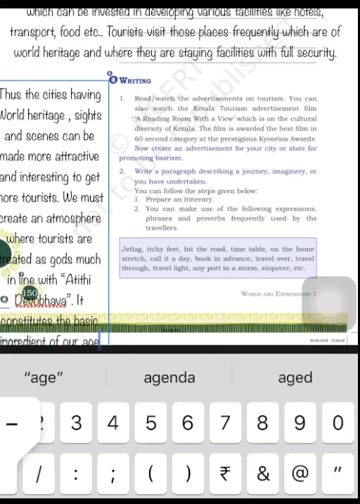 which can be invested in developing various facilities like hotels,
transport, food etc.. Tourists visit those places frequently which are of
world heritage and where they are staying facilities with full security.
Thus the cities having
World heritage , sights
and scenes can be
made more attractive
and interesting to get
more tourists. We must
create an atmosphere
where tourists are
treated as gods much
in line with "Atithi
Devobhava". It
constitutes the basic
ingredient of our age
WRITING
1. Read/watch the advertisements on tourism. You can
also watch the Kerala Tourism advertisement film
'A Reading Room With a View' which is on the cultural
diversity of Kerala. The film is awarded the best film in
60 second category at the prestigious Kyoorius Awards.
Now create an advertisement for your city or state for
promoting tourism.
2. Write a paragraph describing a journey, imaginery, or
you have undertaken.
You can follow the steps given below:
1. Prepare an itinerary.
2. You can make use of the following expressions,
phrases and proverbs frequently used by the
travellers.
Jetlag, itchy feet, hit the road, time table, on the home
stretch, call it a day, book in advance, travel over, travel
through, travel light, any port in a storm, stopover, etc.
150
WORDS AND EXPRESSIONS 1
"age" agenda aged
– 2 3 4 5 6 7 8 9 0
/ : ; ( ) ₹ & @ "